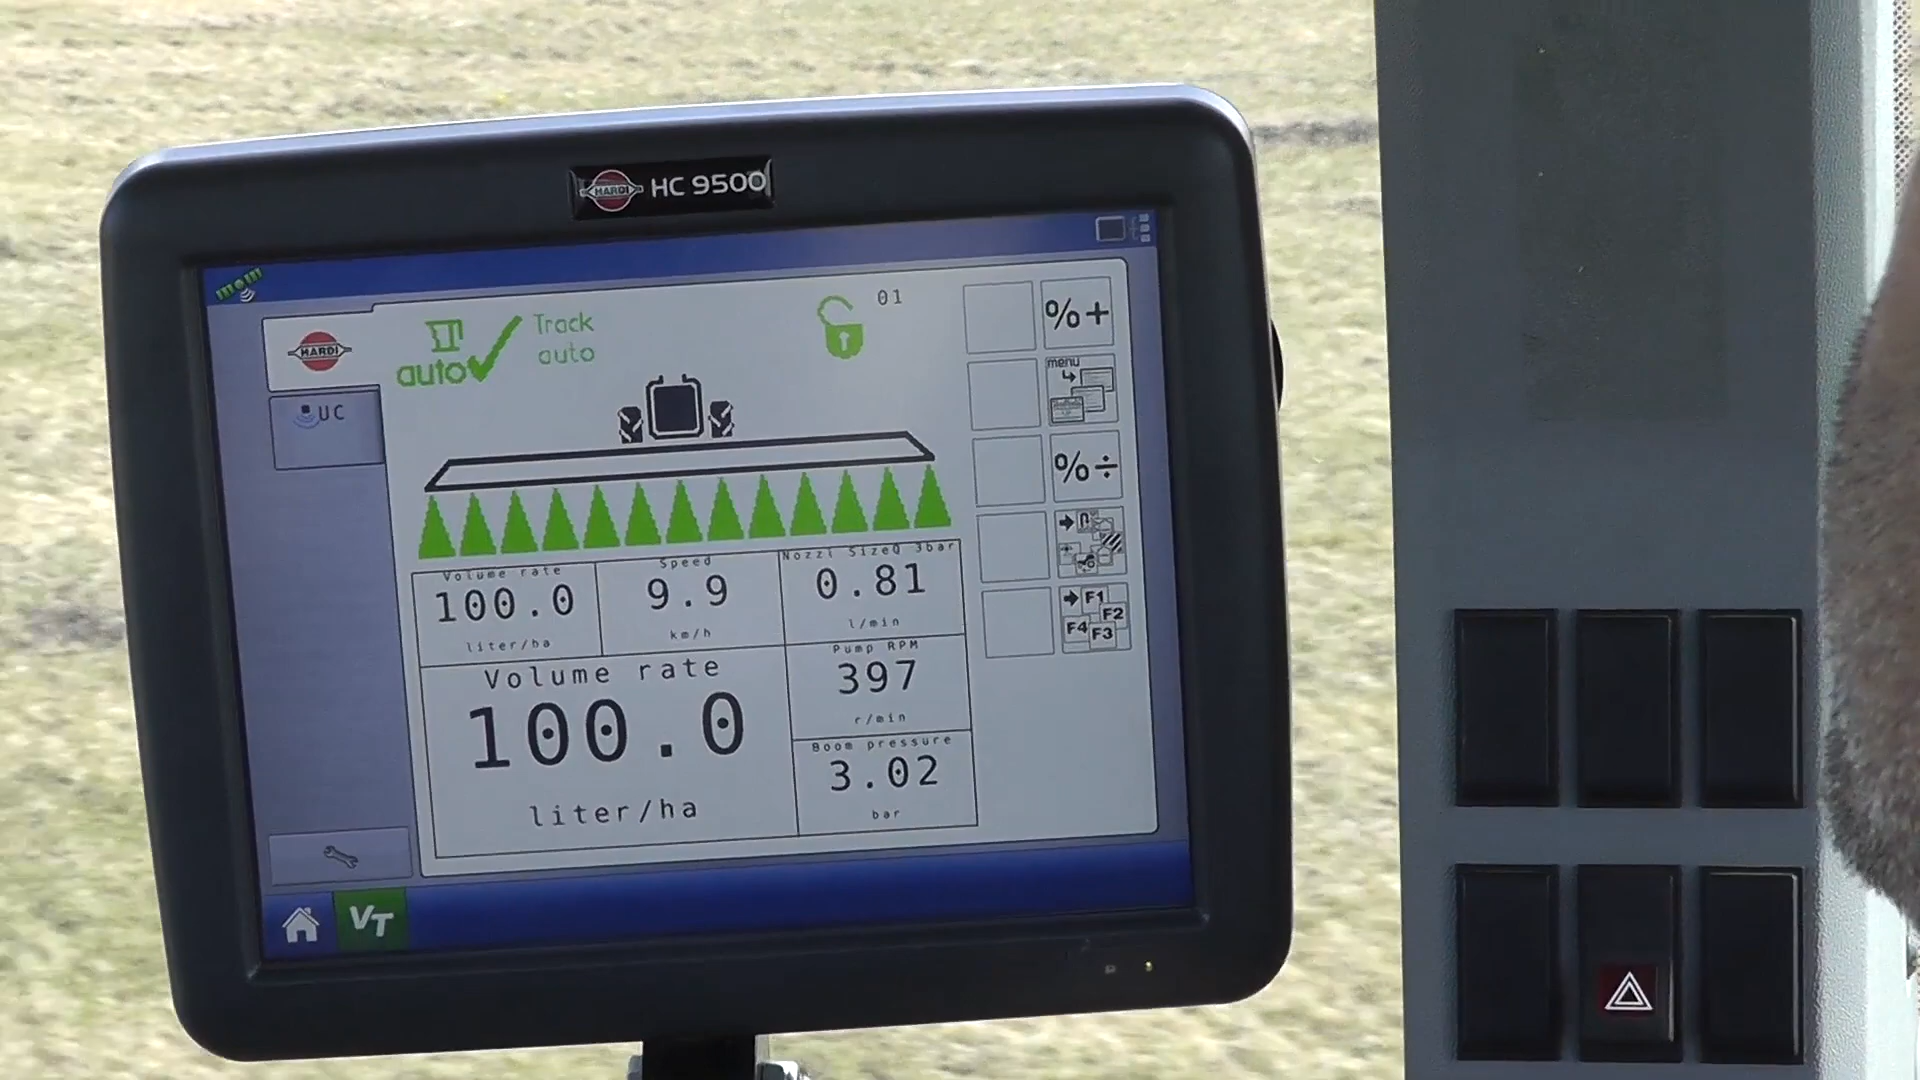 HARDI HC 9500
HARDI
auto
Track
auto
01
%+
UC
menu
%÷
F1
F2
F4
F3
Volume rate
100.0
liter/ha
Speed
9.9
km/h
Nozzl SizeQ 3bar
0.81
l/min
Volume rate
100.0
liter/ha
Pump RPM
397
r/min
Boom pressure
3.02
bar
VT